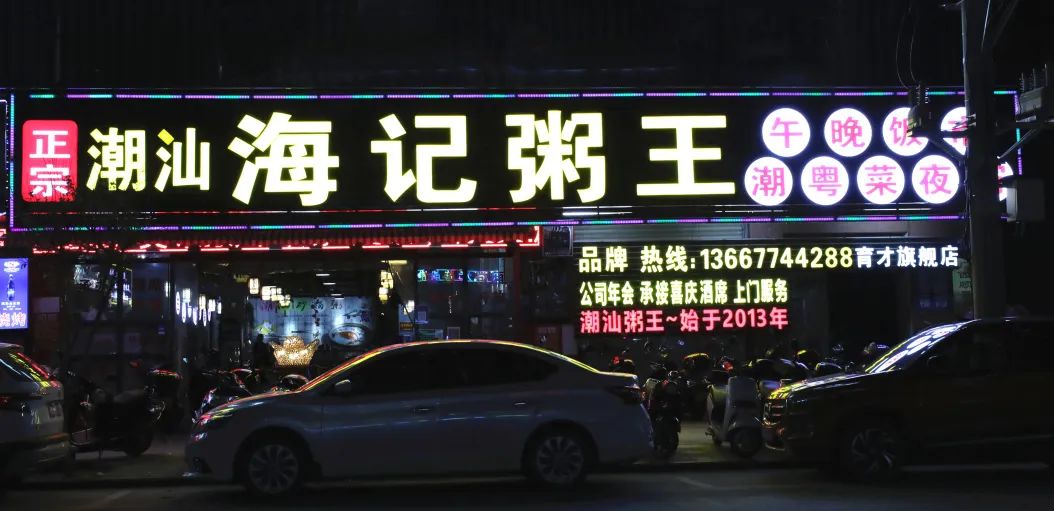 正宗
潮汕海记粥王
午晚饭
潮粤菜夜
品牌 热线:13667744288育才旗舰店
公司年会 承接喜庆酒席 上门服务
潮汕粥王~始于2013年
烧烤